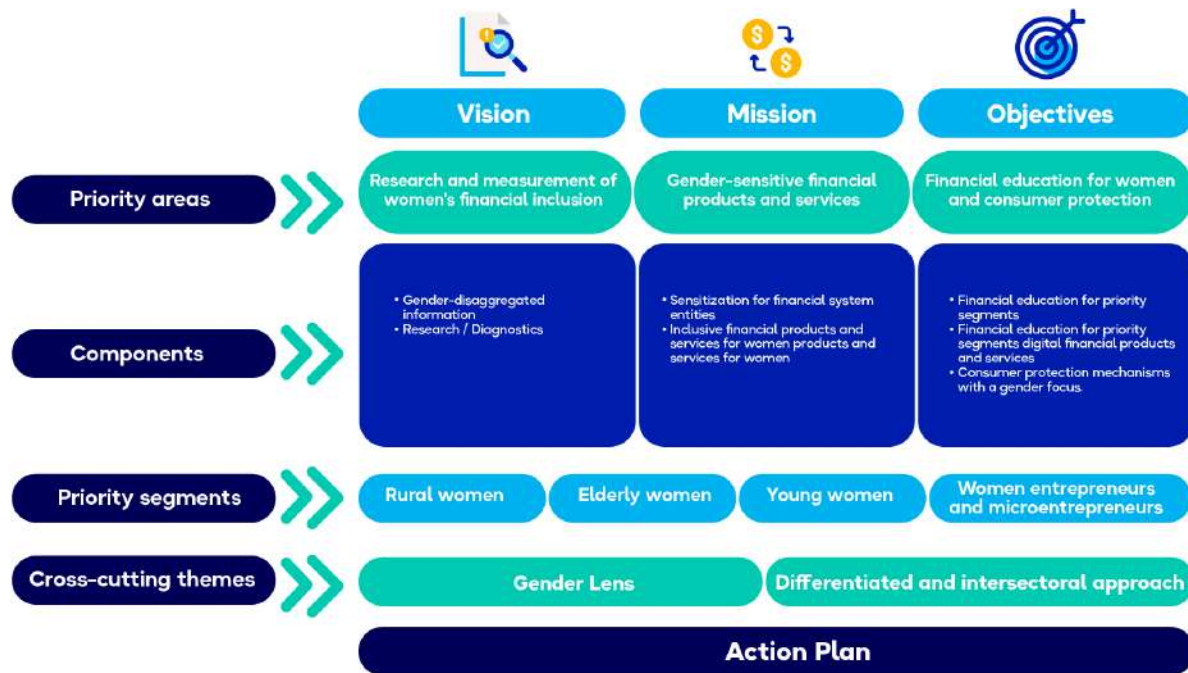 Vision
Mission
Objectives
Priority areas
Research and measurement of
women's financial inclusion
Gender-sensitive financial
products and services
Financial education for women
and consumer protection
Components
• Gender-disaggregated
information
• Research / Diagnostics
• Sensitization for financial system
entities
• Inclusive financial products and
services for women products and
services for women
• Financial education for priority
segments
• Financial education for priority
segments digital financial products
and services
• Consumer protection mechanisms
with a gender focus.
Priority segments
Rural women
Elderly women
Young women
Women entrepreneurs
and microentrepreneurs
Cross-cutting themes
Gender Lens
Differentiated and intersectoral approach
Action Plan